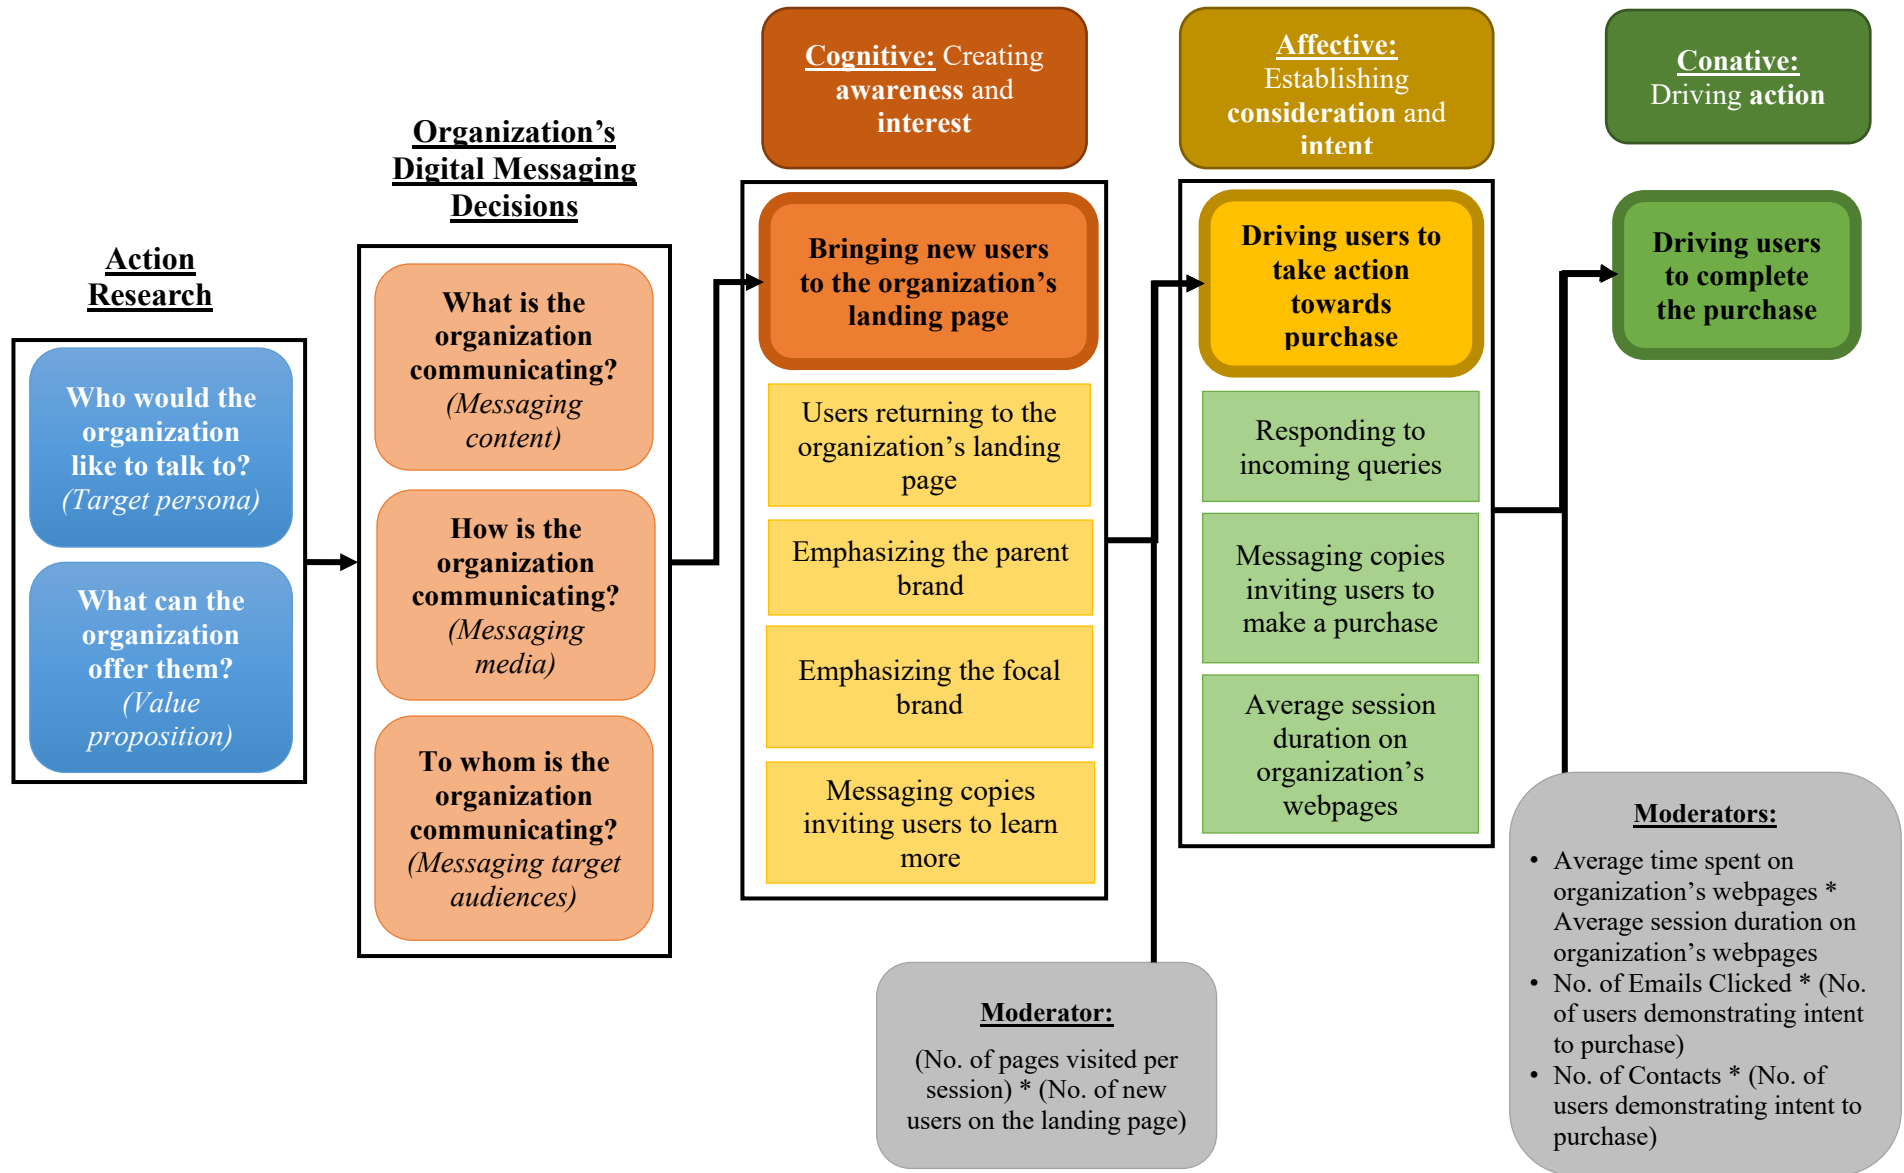 Action
Research
Who would the
organization
like to talk to?
(Target persona)
What can the
organization
offer them?
(Value
proposition)
Organization’s
Digital Messaging
Decisions
What is the
organization
communicating?
(Messaging
content)
How is the
organization
communicating?
(Messaging
media)
To whom is the
organization
communicating?
(Messaging target
audiences)
Cognitive: Creating
awareness and
interest
Bringing new users
to the organization’s
landing page
Users returning to the
organization’s landing
page
Emphasizing the parent
brand
Emphasizing the focal
brand
Messaging copies
inviting users to learn
more
Moderator:
(No. of pages visited per
session) * (No. of new
users on the landing page)
Affective:
Establishing
consideration and
intent
Driving users to
take action
towards
purchase
Responding to
incoming queries
Messaging copies
inviting users to
make a purchase
Average session
duration on
organization’s
webpages
Conative:
Driving action
Driving users
to complete
the purchase
Moderators:
• Average time spent on
organization’s webpages *
Average session duration on
organization’s webpages
• No. of Emails Clicked * (No.
of users demonstrating intent
to purchase)
• No. of Contacts * (No. of
users demonstrating intent to
purchase)